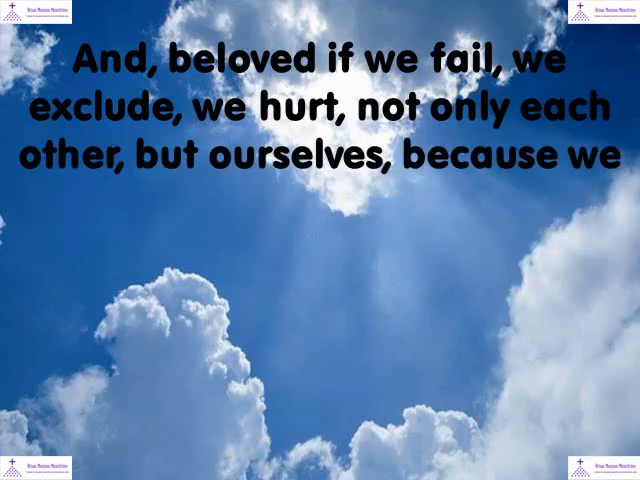 And, beloved if we fail, we
exclude, we hurt, not only each
other, but ourselves, because we